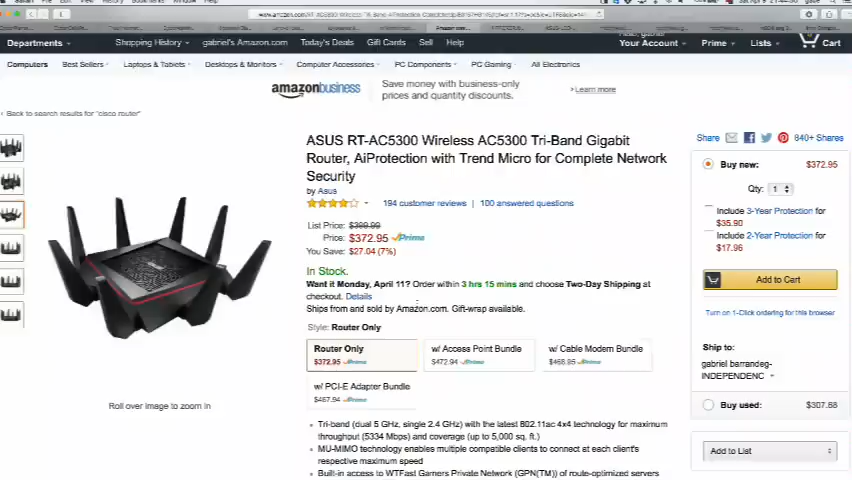 Departments
Shopping History
gabriel's Amazon.com
Today's Deals
Gift Cards
Sell
Help
Your Account
Prime
Lists
Cart
Computers
Best Sellers
Laptops & Tablets
Desktops & Monitors
Computer Accessories
PC Components
PC Gaming
All Electronics
amazonbusiness
Save money with business-only
prices and quantity discounts.
Learn more
‹ Back to search results for "cisco router"
ASUS RT-AC5300 Wireless AC5300 Tri-Band Gigabit
Router, AiProtection with Trend Micro for Complete Network
Security
by Asus
194 customer reviews | 100 answered questions
List Price: $399.99
Price: $372.95 Prime
You Save: $27.04 (7%)
In Stock.
Want it Monday, April 11? Order within 3 hrs 15 mins and choose Two-Day Shipping at
checkout. Details
Ships from and sold by Amazon.com. Gift-wrap available.
Style: Router Only
Router Only
$372.95 Prime
w/ Access Point Bundle
$472.94 Prime
w/ Cable Modem Bundle
$468.95 Prime
w/ PCI-E Adapter Bundle
$467.94 Prime
• Tri-band (dual 5 GHz, single 2.4 GHz) with the latest 802.11ac 4x4 technology for maximum
throughput (5334 Mbps) and coverage (up to 5,000 sq. ft.)
• MU-MIMO technology enables multiple compatible clients to connect at each client's
respective maximum speed
• Built-in access to WTFast Gamers Private Network (GPN(TM)) of route-optimized servers
Roll over image to zoom in
Share
840+ Shares
Buy new:
$372.95
Qty: 1
Include 3-Year Protection for
$35.90
Include 2-Year Protection for
$17.96
Add to Cart
Turn on 1-Click ordering for this browser
Ship to:
gabriel barrandeg-
INDEPENDENC
Buy used:
$307.68
Add to List